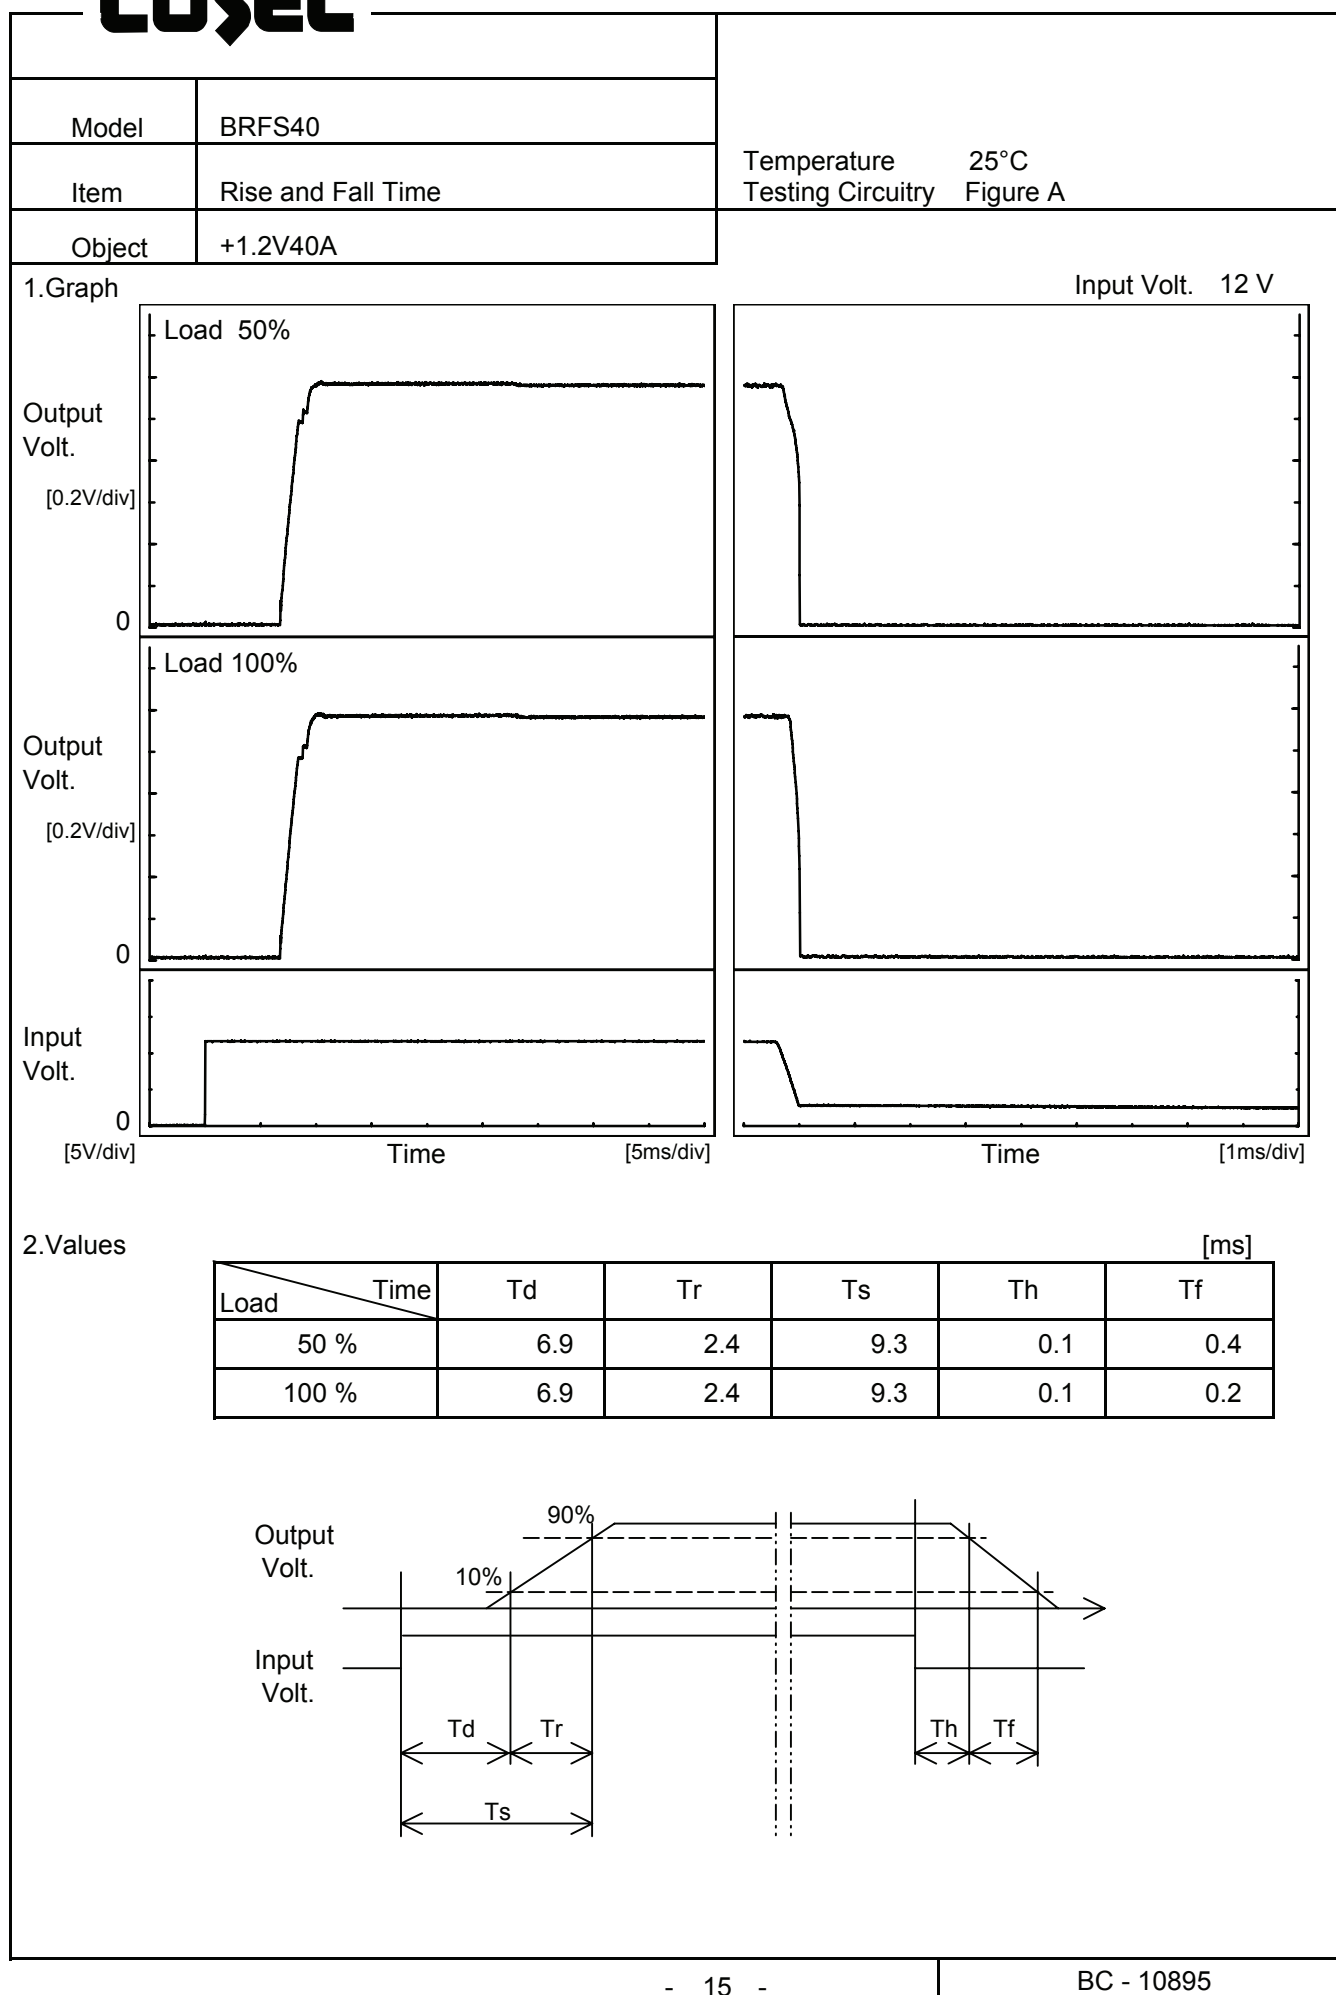 COSEL
Model BRFS40
Item Rise and Fall Time
Object +1.2V40A
Temperature 25°C
Testing Circuitry Figure A
1.Graph
Input Volt. 12 V
Load 50%
Output
Volt.
[0.2V/div]
0
Load 100%
Output
Volt.
[0.2V/div]
0
Input
Volt.
0
[5V/div]
Time
[5ms/div]
Time
[1ms/div]
2.Values
[ms]
Time
Load Td Tr Ts Th Tf
50 % 6.9 2.4 9.3 0.1 0.4
100 % 6.9 2.4 9.3 0.1 0.2
90%
Output
Volt.
10%
Input
Volt.
Td Tr Th Tf
Ts
- 15 -
BC - 10895